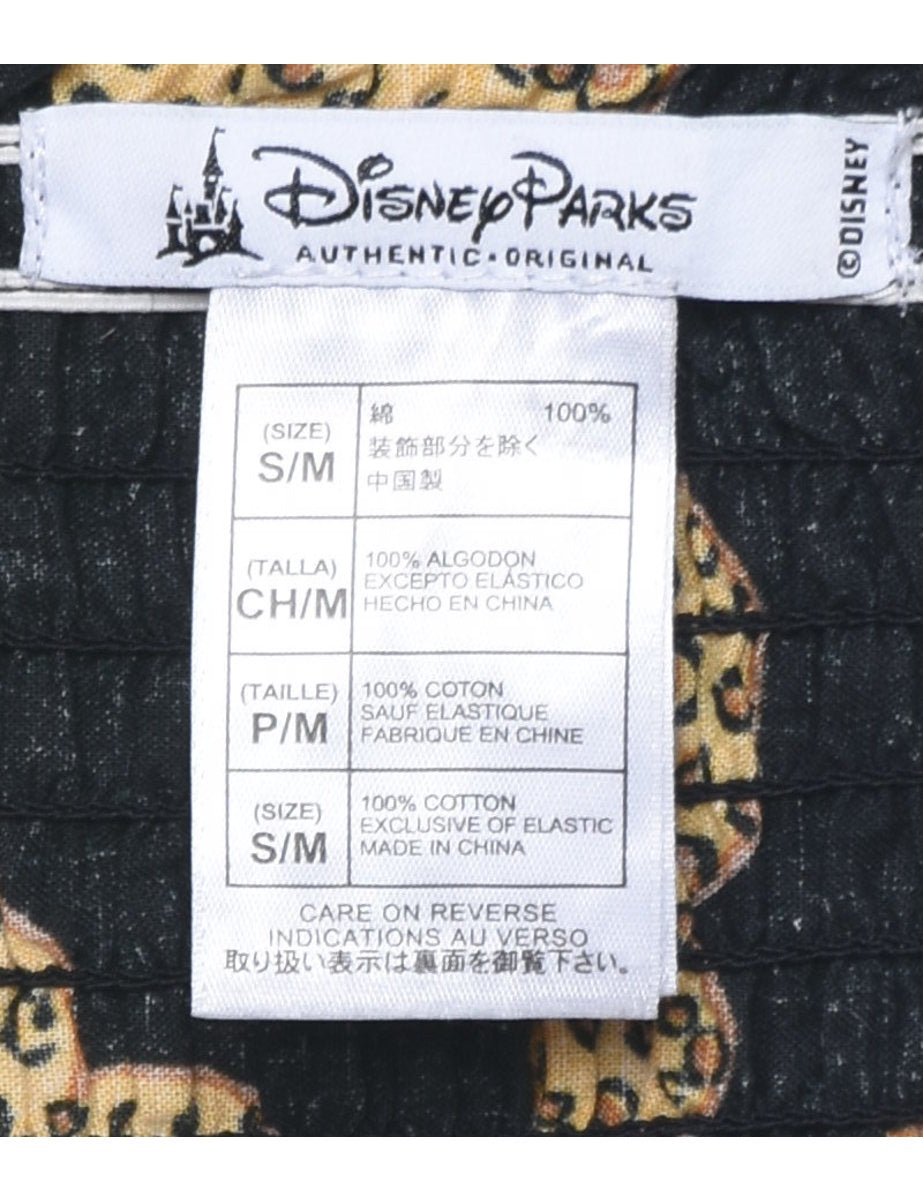 DISNEY PARKS
AUTHENTIC • ORIGINAL
©DISNEY
(SIZE)
S/M
綿 100%
装飾部分を除く
中国製
(TALLA)
CH/M
100% ALGODON
EXCEPTO ELÁSTICO
HECHO EN CHINA
(TAILLE)
P/M
100% COTON
SAUF ELASTIQUE
FABRIQUE EN CHINE
(SIZE)
S/M
100% COTTON
EXCLUSIVE OF ELASTIC
MADE IN CHINA
CARE ON REVERSE
INDICATIONS AU VERSO
取り扱い表示は裏面を御覧下さい。